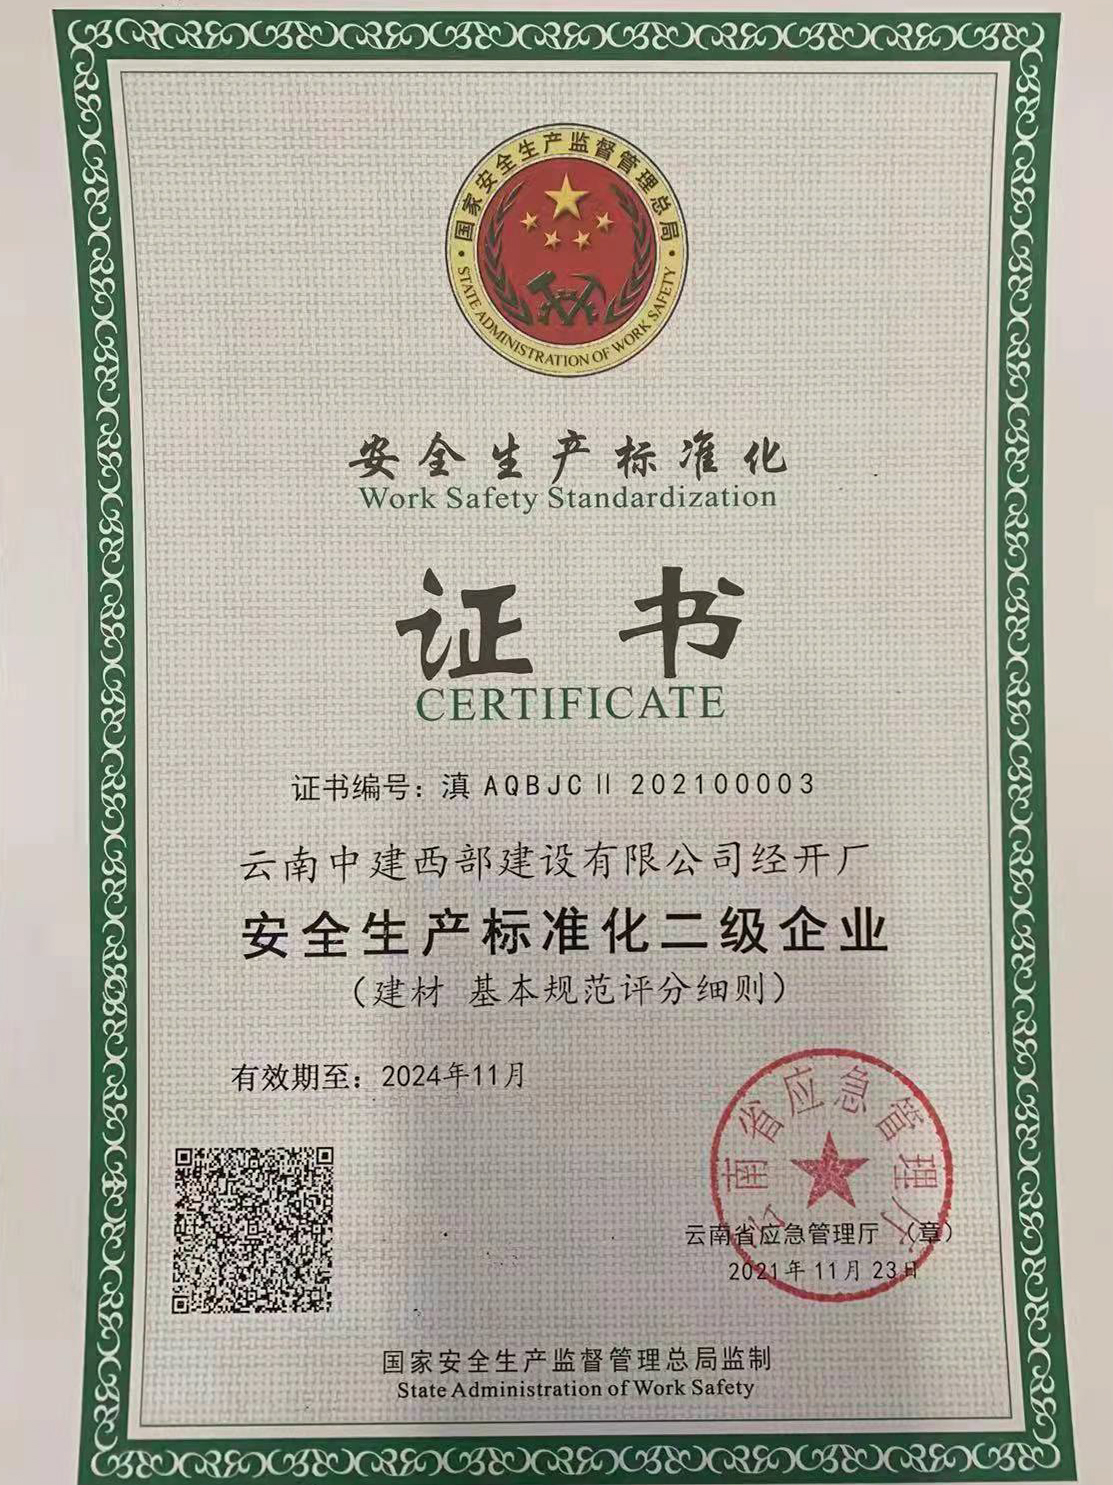 国家安全生产监督管理总局
STATE ADMINISTRATION OF WORK SAFETY
安全生产标准化
Work Safety Standardization
证书
CERTIFICATE
证书编号：滇 AQBJCⅡ 202100003
云南中建西部建设有限公司经开厂
安全生产标准化二级企业
（建材 基本规范评分细则）
有效期至：2024年11月
云南省应急管理厅
云南省应急管理厅 （章）
2021年 11月 23日
国家安全生产监督管理总局监制
State Administration of Work Safety